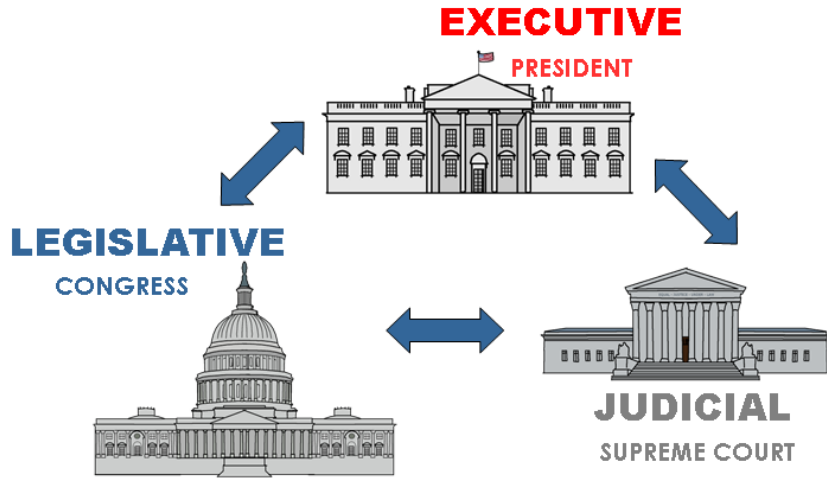 EXECUTIVE
PRESIDENT
LEGISLATIVE
CONGRESS
JUDICIAL
SUPREME COURT